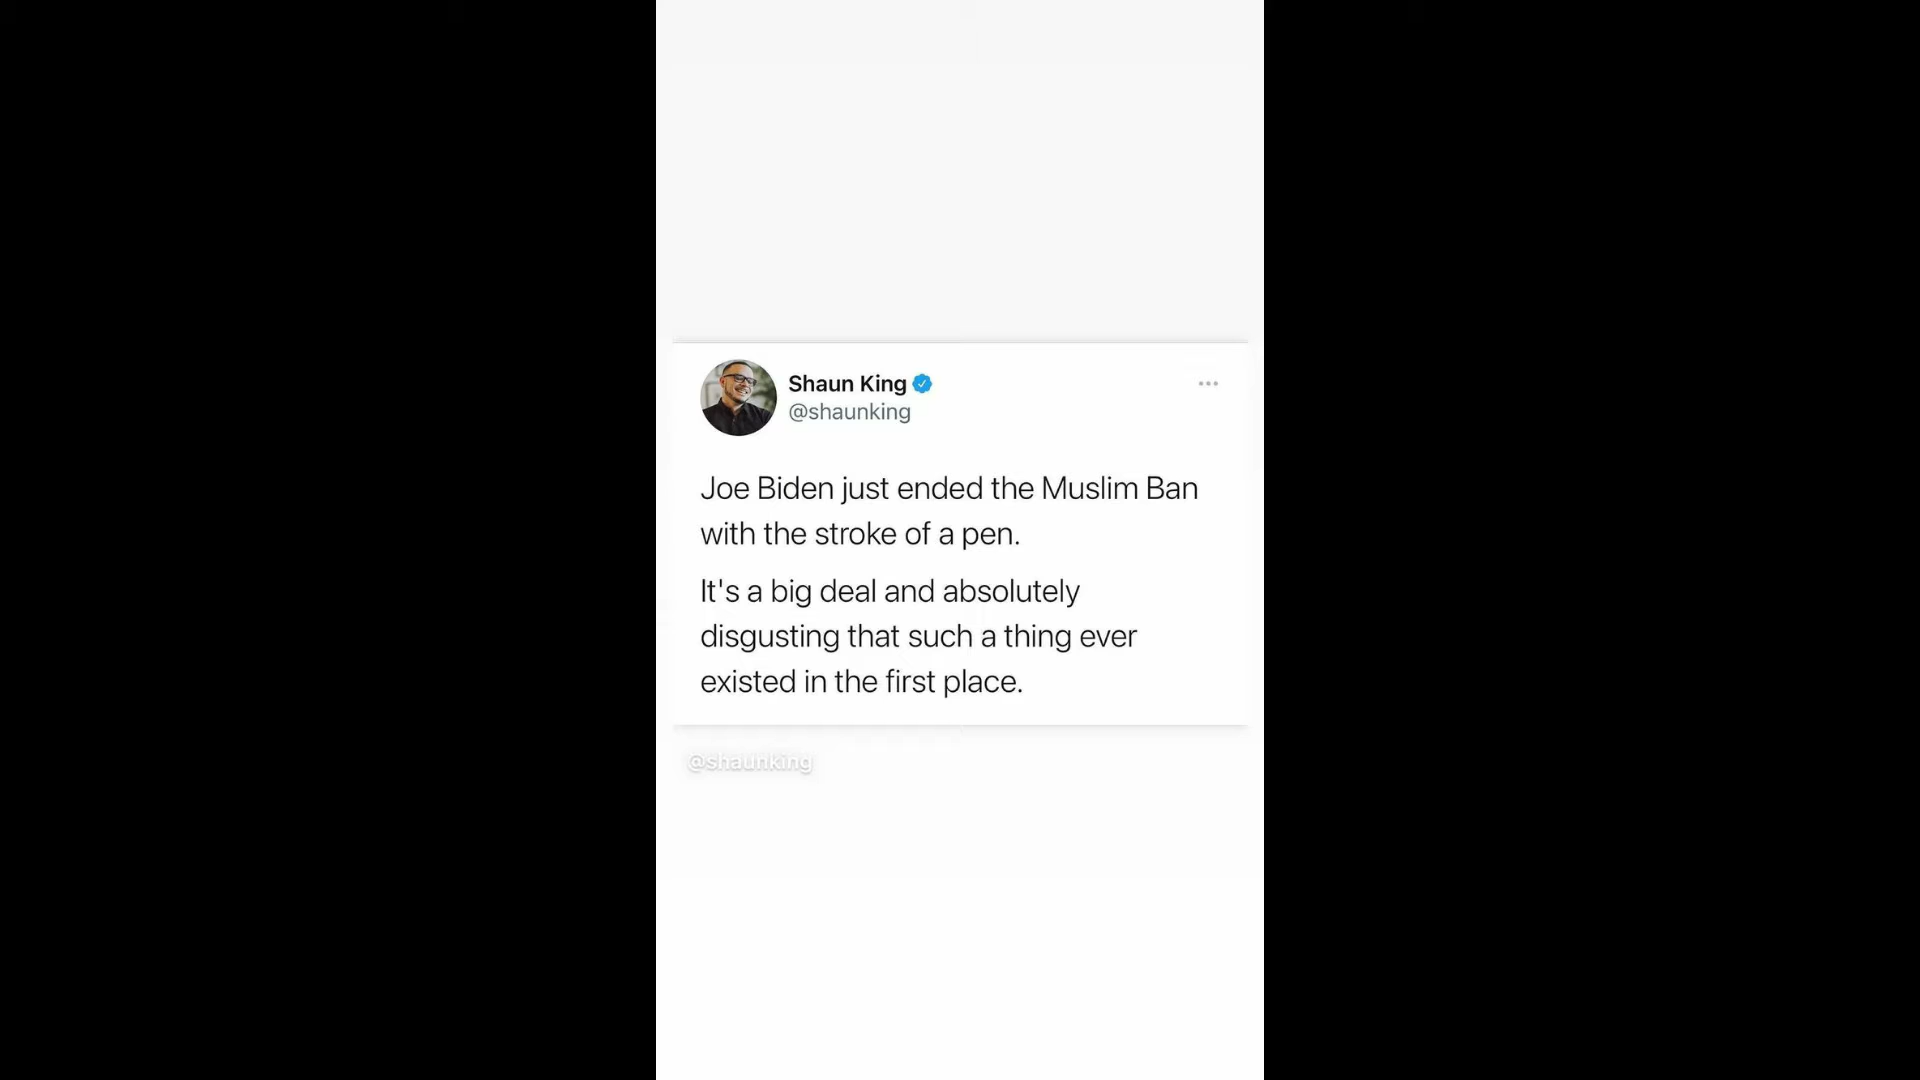 Shaun King
@shaunking
Joe Biden just ended the Muslim Ban
with the stroke of a pen.
It's a big deal and absolutely
disgusting that such a thing ever
existed in the first place.
@shaunking